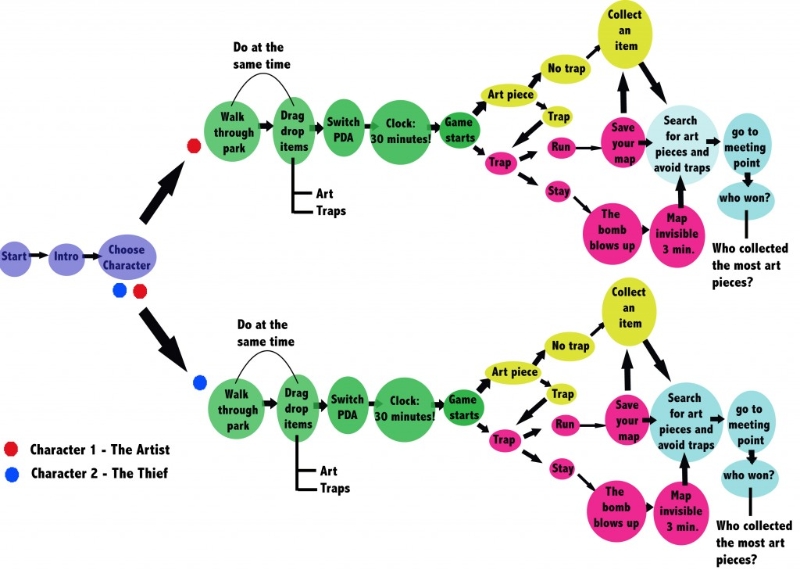 Start
Intro
Choose
Character
Character 1 - The Artist
Character 2 - The Thief
Do at the
same time
Walk
through
park
Drag
drop
items
Art
Traps
Switch
PDA
Clock:
30 minutes!
Game
starts
Art piece
No trap
Trap
Collect
an
item
Trap
Run
Stay
Save
your
map
The
bomb
blows up
Map
invisible
3 min.
Search
for art
pieces and
avoid traps
go to
meeting
point
who won?
Who collected
the most art
pieces?
Do at the
same time
Walk
through
park
Drag
drop
items
Art
Traps
Switch
PDA
Clock:
30 minutes!
Game
starts
Art piece
No trap
Trap
Collect
an
item
Trap
Run
Stay
Save
your
map
The
bomb
blows up
Map
invisible
3 min.
Search
for art
pieces and
avoid traps
go to
meeting
point
who won?
Who collected
the most art
pieces?